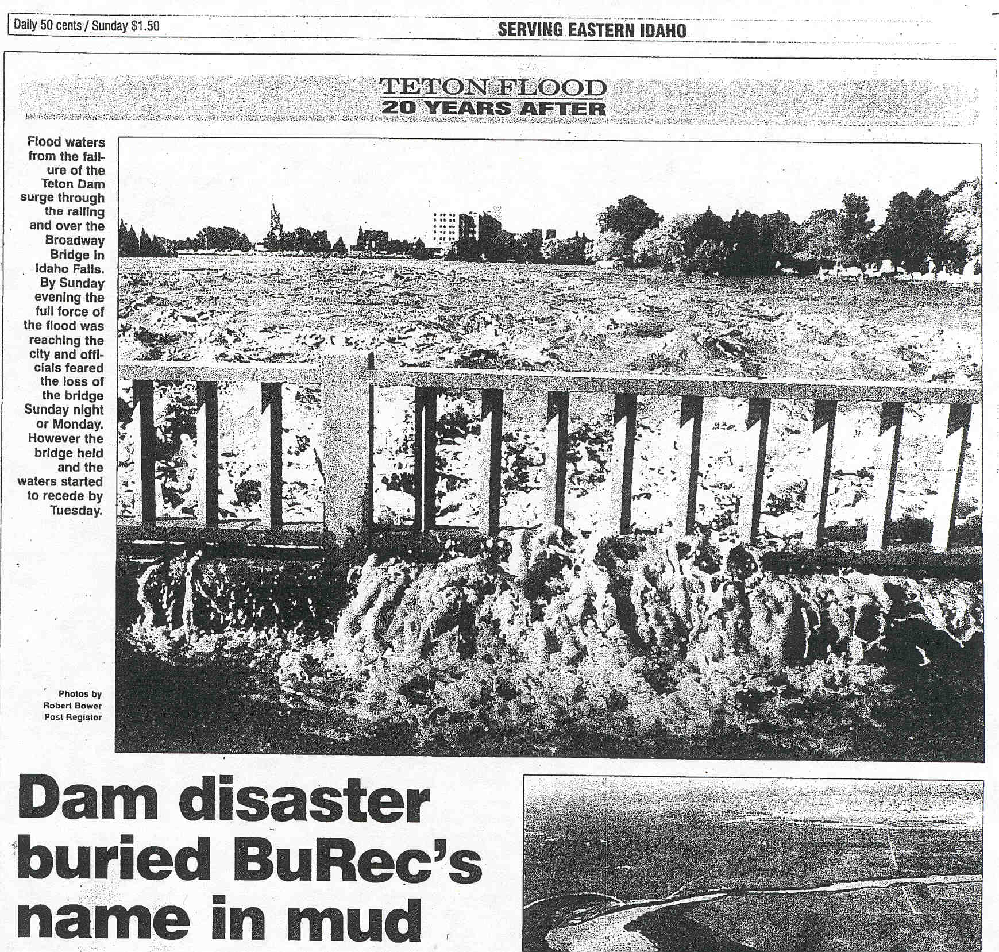 Daily 50 cents / Sunday $1.50
SERVING EASTERN IDAHO
TETON FLOOD
20 YEARS AFTER
Flood waters
from the fail-
ure of the
Teton Dam
surge through
the railing
and over the
Broadway
Bridge in
Idaho Falls.
By Sunday
evening the
full force of
the flood was
reaching the
city and offi-
cials feared
the loss of
the bridge
Sunday night
or Monday.
However the
bridge held
and the
waters started
to recede by
Tuesday.
Photos by
Robert Bower
Post Register
Dam disaster
buried BuRec's
name in mud